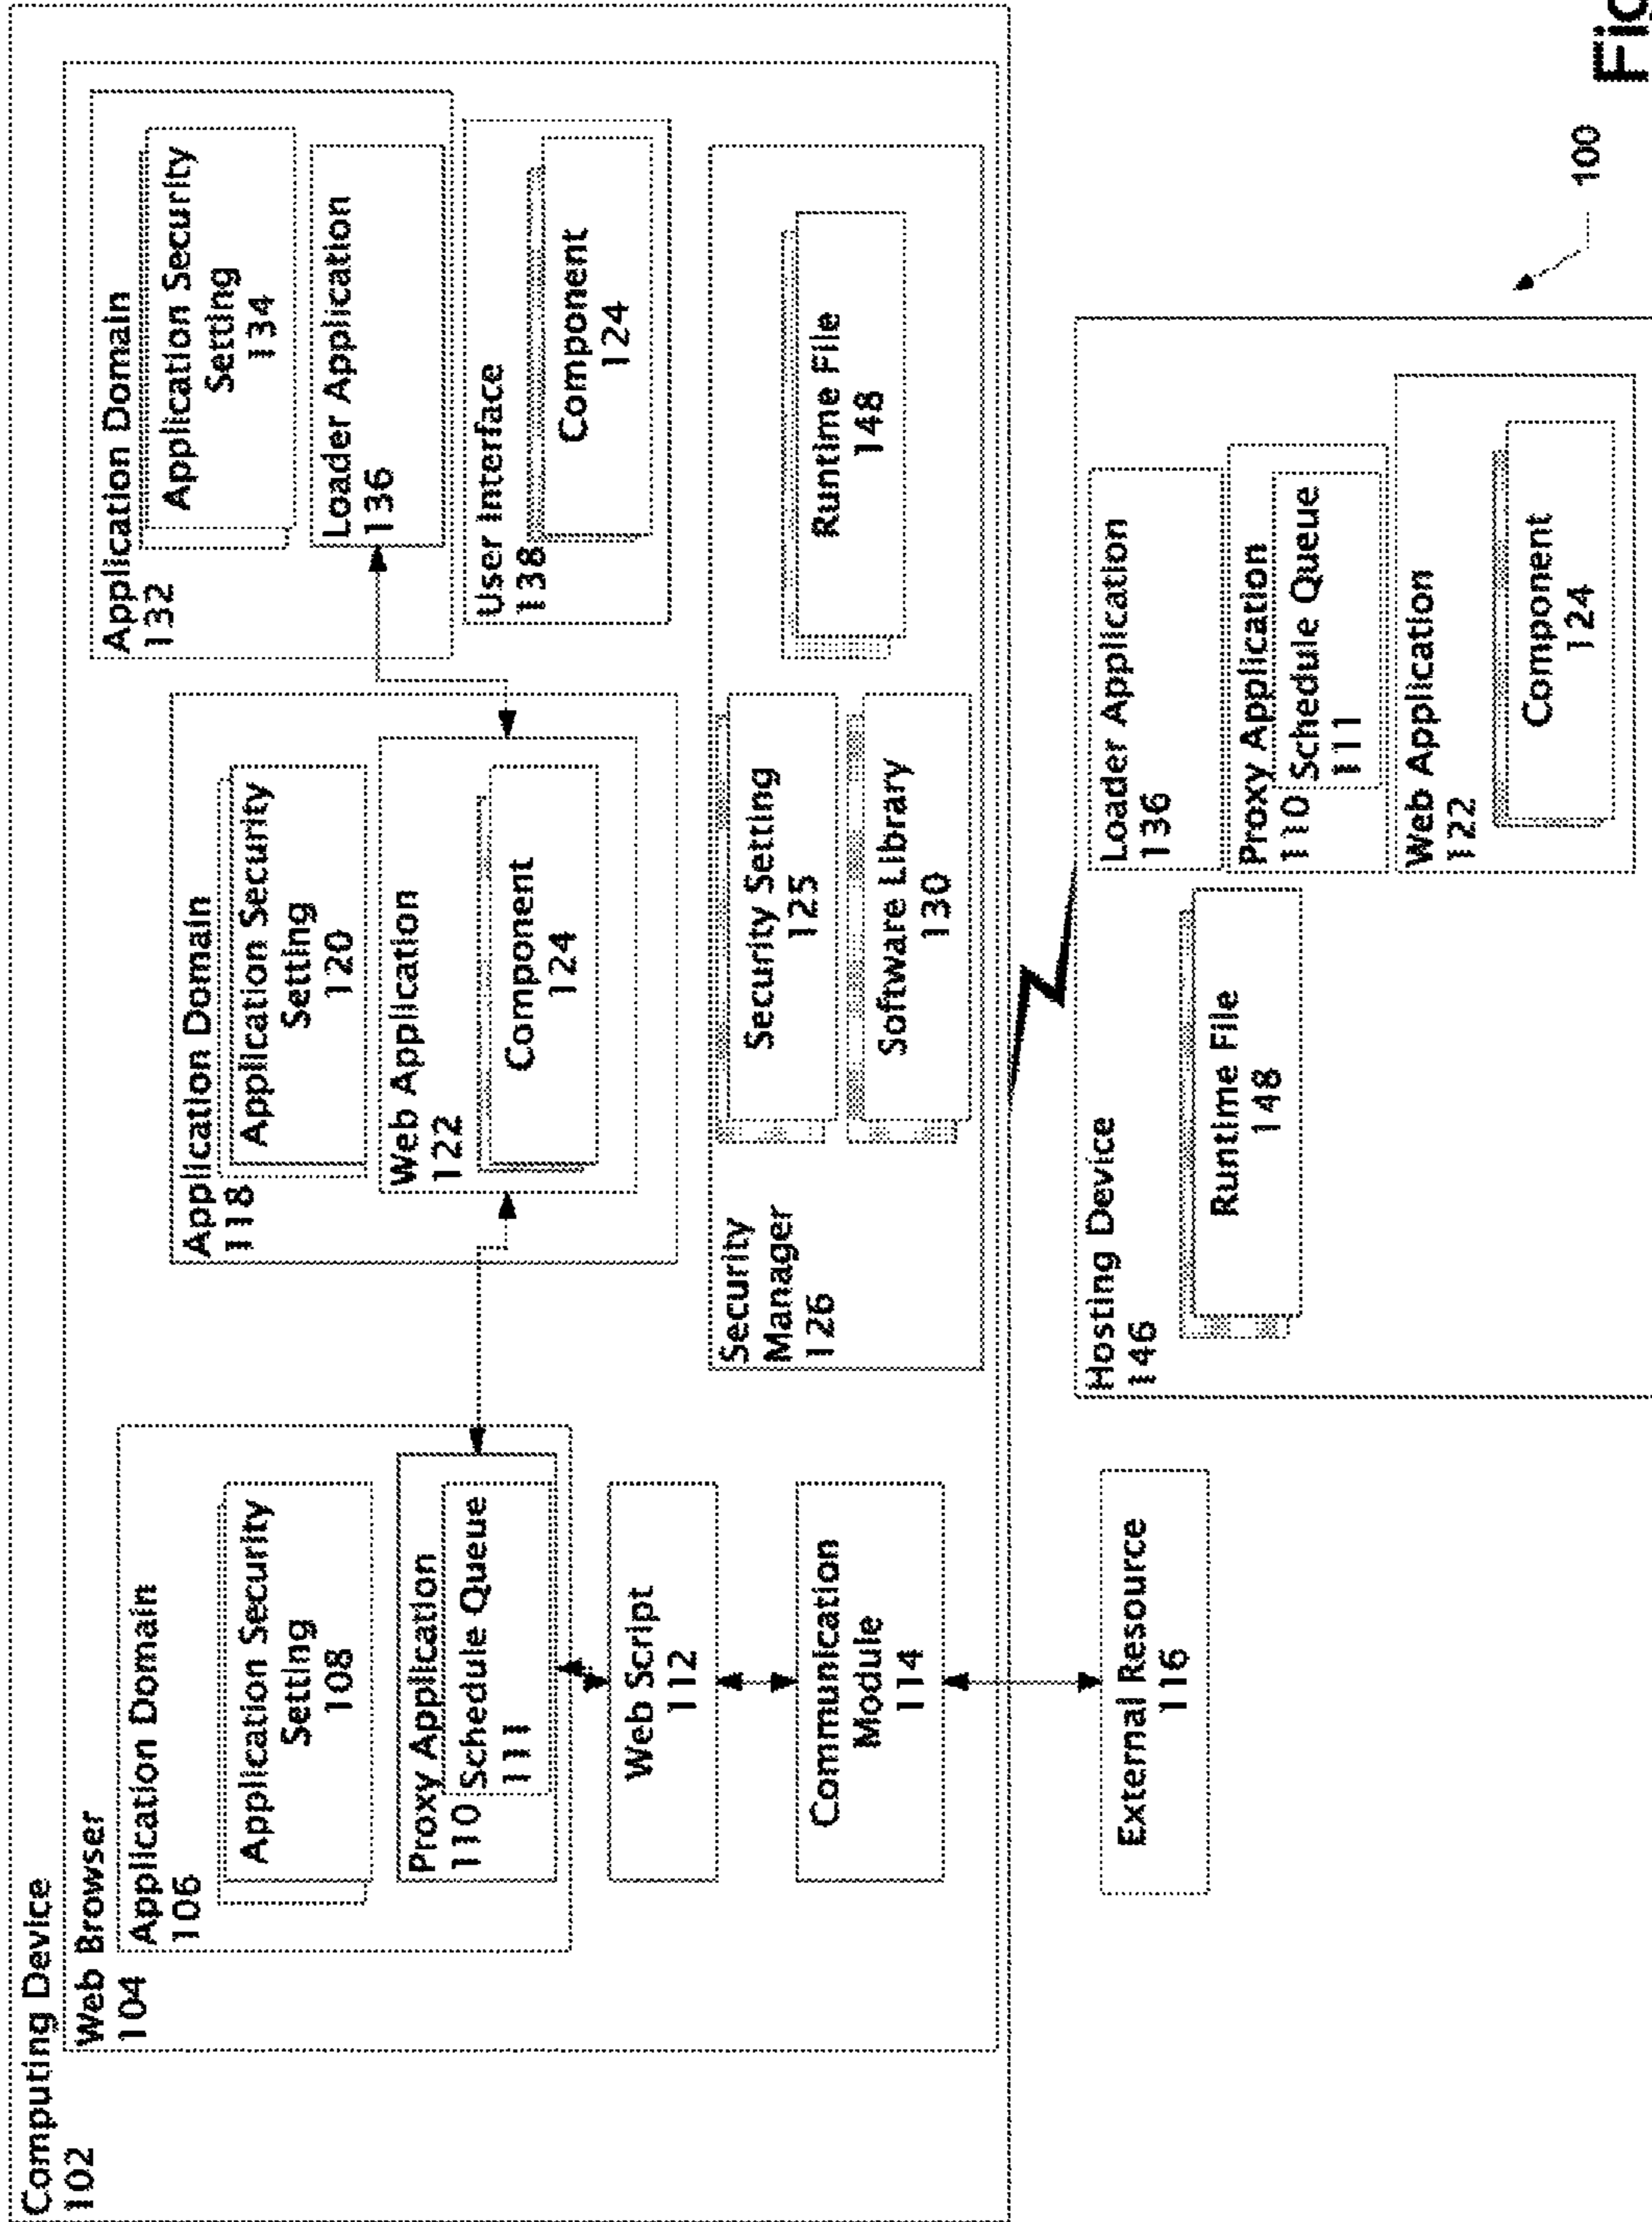 Computing Device
102
Web Browser
104
Application Domain
106
Application Security
Setting
108
Proxy Application
110 Schedule Queue
111
Web Script
112
Communication
Module
114
External Resource
116
Application Domain
118
Application Security
Setting
120
Web Application
122
Component
124
Security
Manager
126
Security Setting
125
Software Library
130
Runtime File
148
Application Domain
132
Application Security
Setting
134
Loader Application
136
User Interface
138
Component
124
Hosting Device
146
Runtime File
148
Loader Application
136
Proxy Application
110 Schedule Queue
111
Web Application
122
Component
124
100